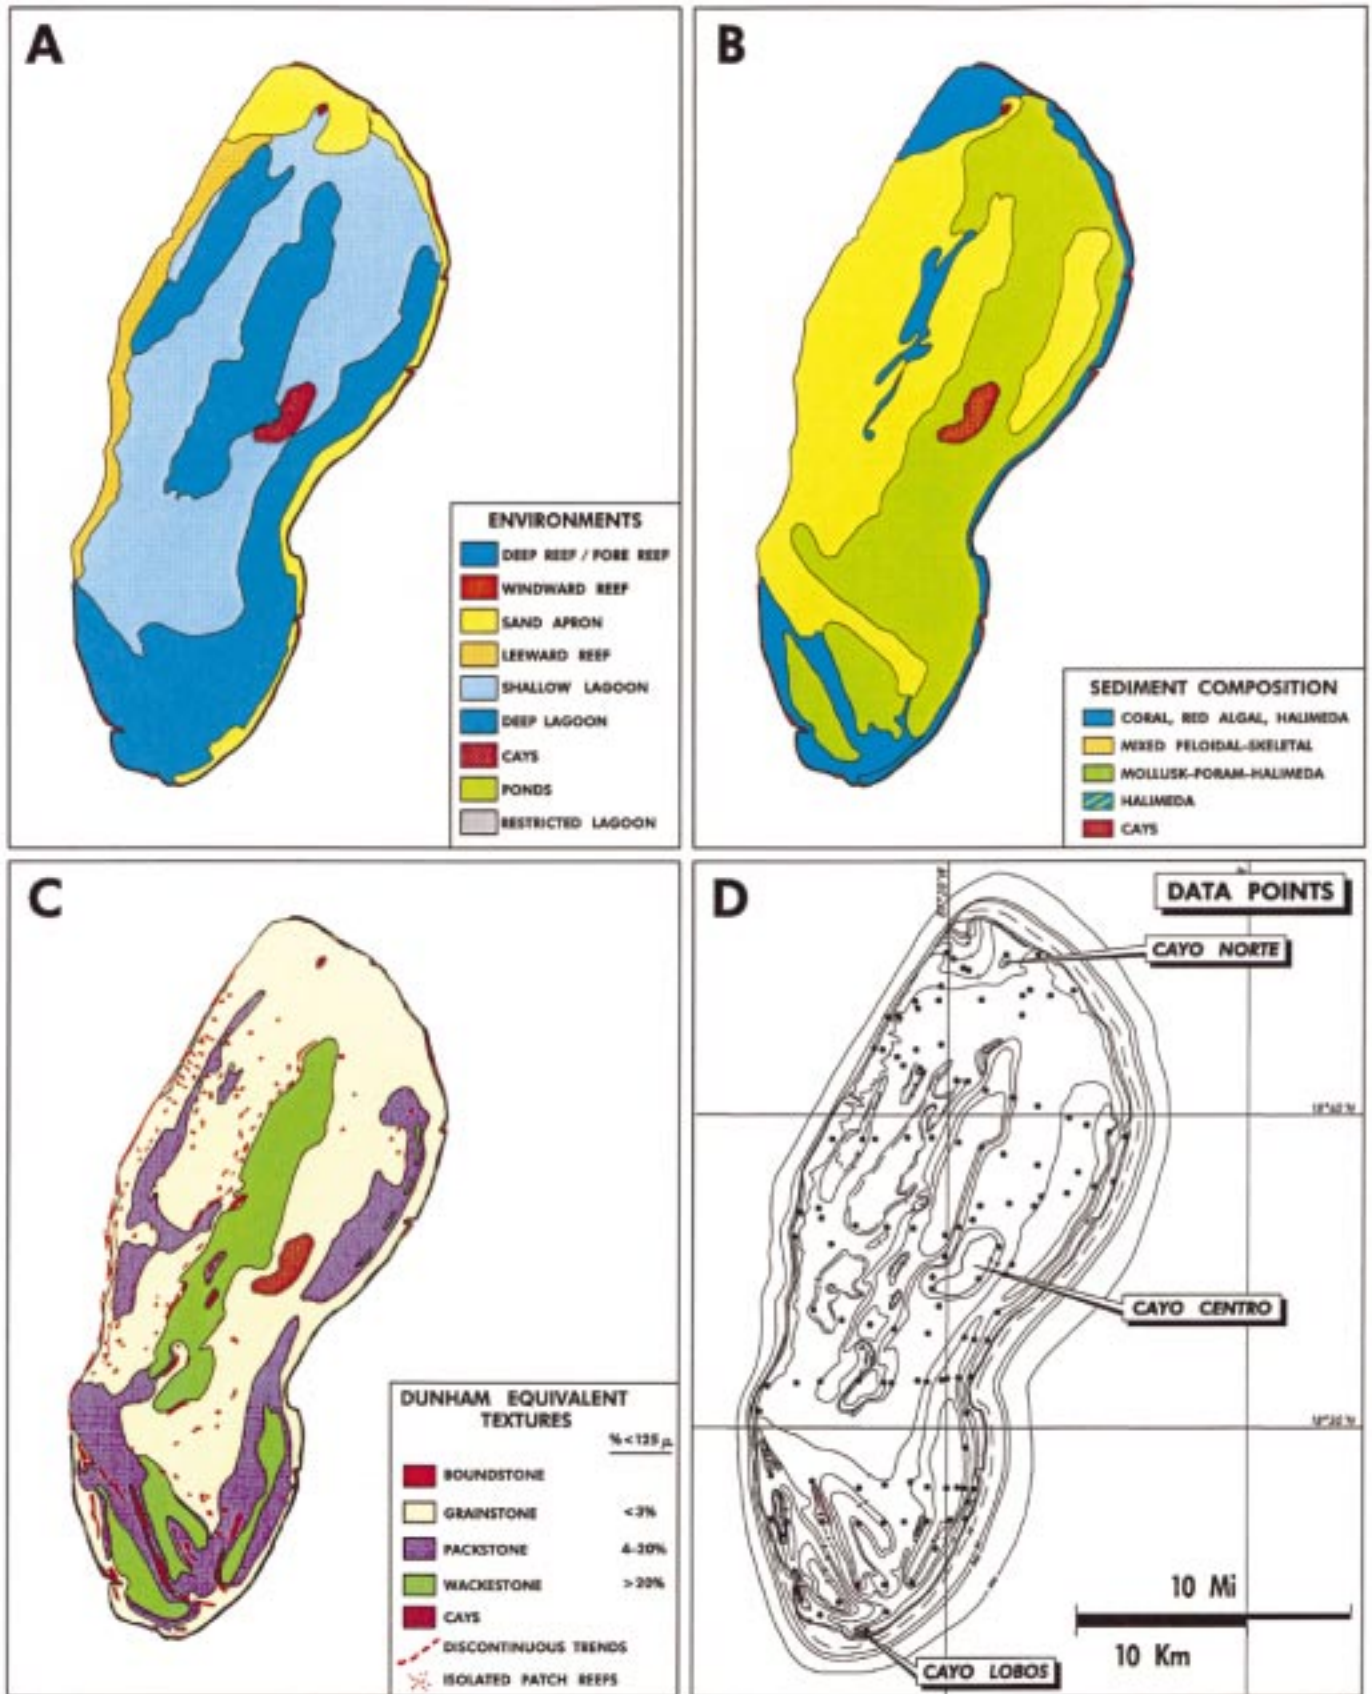 A
ENVIRONMENTS
DEEP REEF / FORE REEF
WINDWARD REEF
SAND APRON
LEEWARD REEF
SHALLOW LAGOON
DEEP LAGOON
CAYS
PONDS
RESTRICTED LAGOON
B
SEDIMENT COMPOSITION
CORAL, RED ALGAL, HALIMEDA
MIXED PELOIDAL-SKELETAL
MOLLUSK-FORAM-HALIMEDA
HALIMEDA
CAYS
C
DUNHAM EQUIVALENT
TEXTURES
% <125 μ
BOUNDSTONE
GRAINSTONE <3%
PACKSTONE 4-20%
WACKESTONE >20%
CAYS
DISCONTINUOUS TRENDS
ISOLATED PATCH REEFS
D
DATA POINTS
CAYO NORTE
CAYO CENTRO
10 Mi
10 Km
CAYO LOBOS